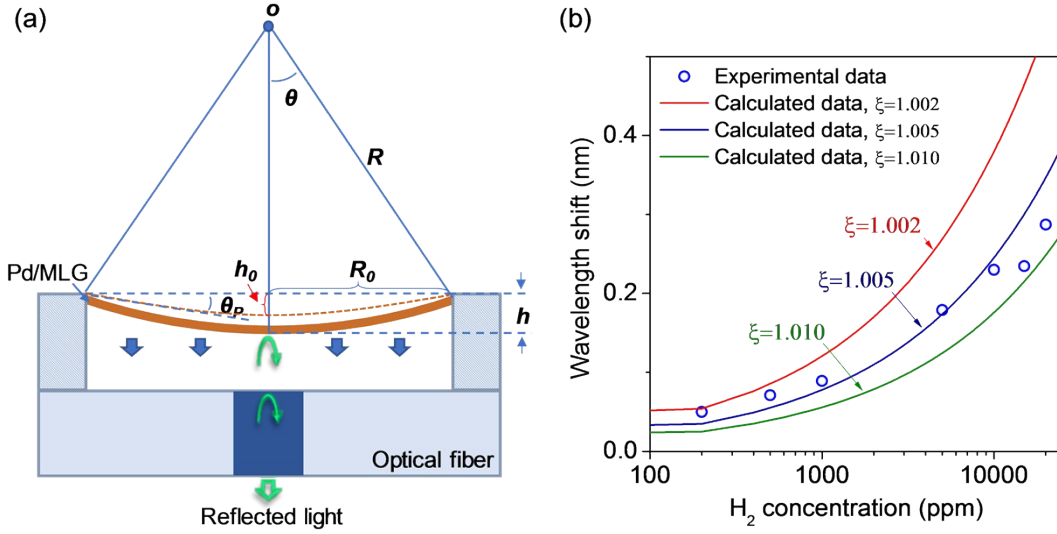 (a)
o
θ
R
Pd/MLG
h₀
R₀
θₚ
h
Optical fiber
Reflected light
(b)
Experimental data
Calculated data, ξ=1.002
Calculated data, ξ=1.005
Calculated data, ξ=1.010
ξ=1.002
ξ=1.005
ξ=1.010
Wavelength shift (nm)
0.4
0.2
0.0
100
1000
10000
H₂ concentration (ppm)